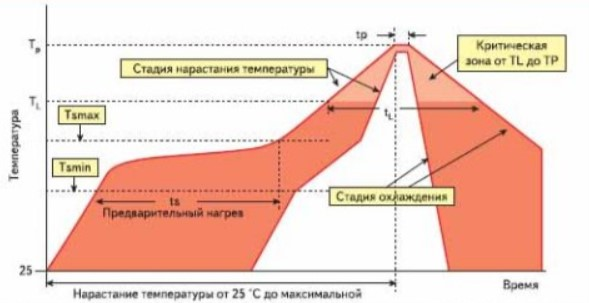 tp
Tp
Стадия нарастания температуры
Критическая
зона от TL до TP
TL
tL
Температура
Tsmax
Tsmin
ts
Предварительный нагрев
Стадия охлаждения
25
Время
Нарастание температуры от 25 °C до максимальной